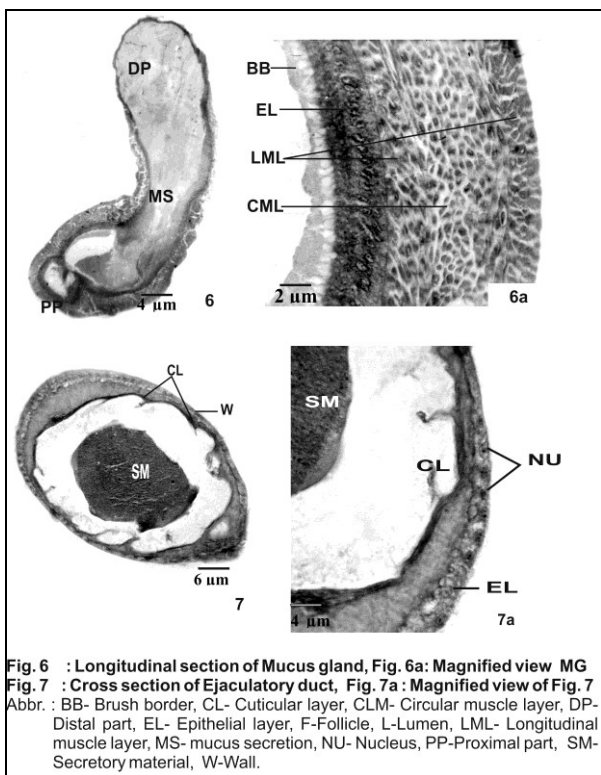 DP
MS
PP
4 µm
6
BB
EL
LML
CML
2 µm
6a
CL
W
SM
6 µm
7
SM
CL
NU
EL
4 µm
7a
Fig. 6 : Longitudinal section of Mucus gland, Fig. 6a: Magnified view MG
Fig. 7 : Cross section of Ejaculatory duct, Fig. 7a : Magnified view of Fig. 7
Abbr. : BB- Brush border, CL- Cuticular layer, CLM- Circular muscle layer, DP-
Distal part, EL- Epithelial layer, F-Follicle, L-Lumen, LML- Longitudinal
muscle layer, MS- mucus secretion, NU- Nucleus, PP-Proximal part, SM-
Secretory material, W-Wall.